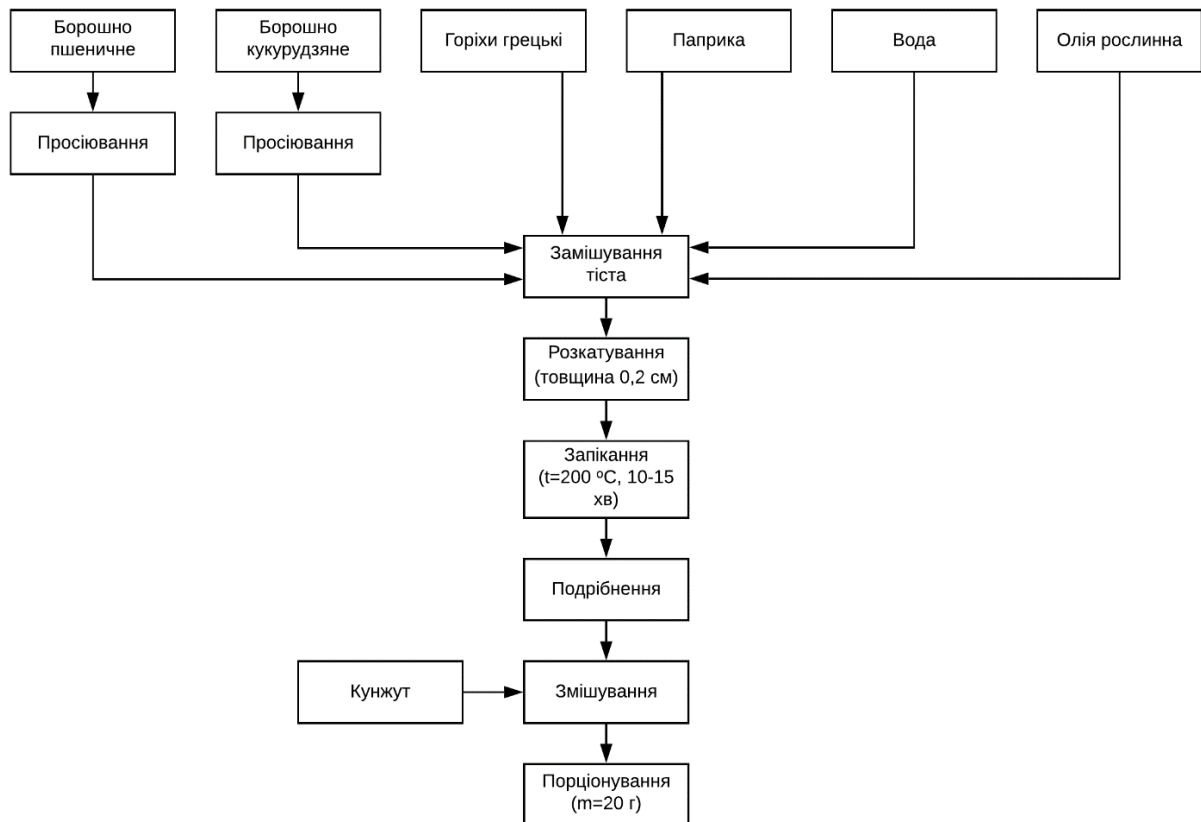 Борошно
пшеничне
Борошно
кукурудзяне
Горіхи грецькі
Паприка
Вода
Олія рослинна
Просіювання
Просіювання
Замішування
тіста
Розкатування
(товщина 0,2 см)
Запікання
(t=200 ºС, 10-15
хв)
Подрібнення
Кунжут
Змішування
Порціонування
(m=20 г)